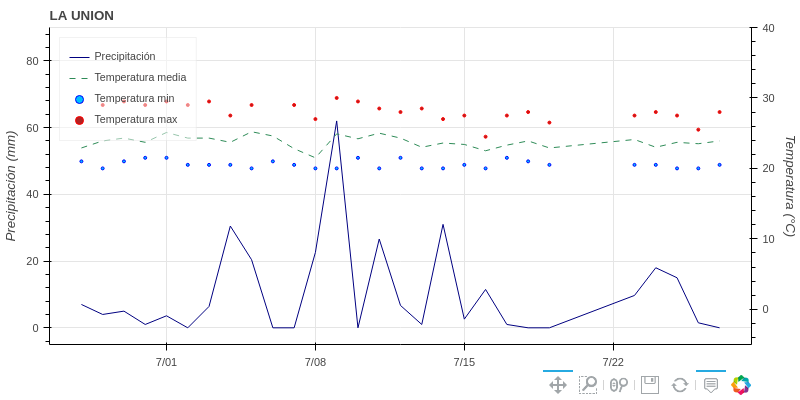 LA UNION
Precipitación
Temperatura media
Temperatura min
Temperatura max
Precipitación (mm)
80
60
40
20
0
Temperatura (°C)
40
30
20
10
0
7/01
7/08
7/15
7/22